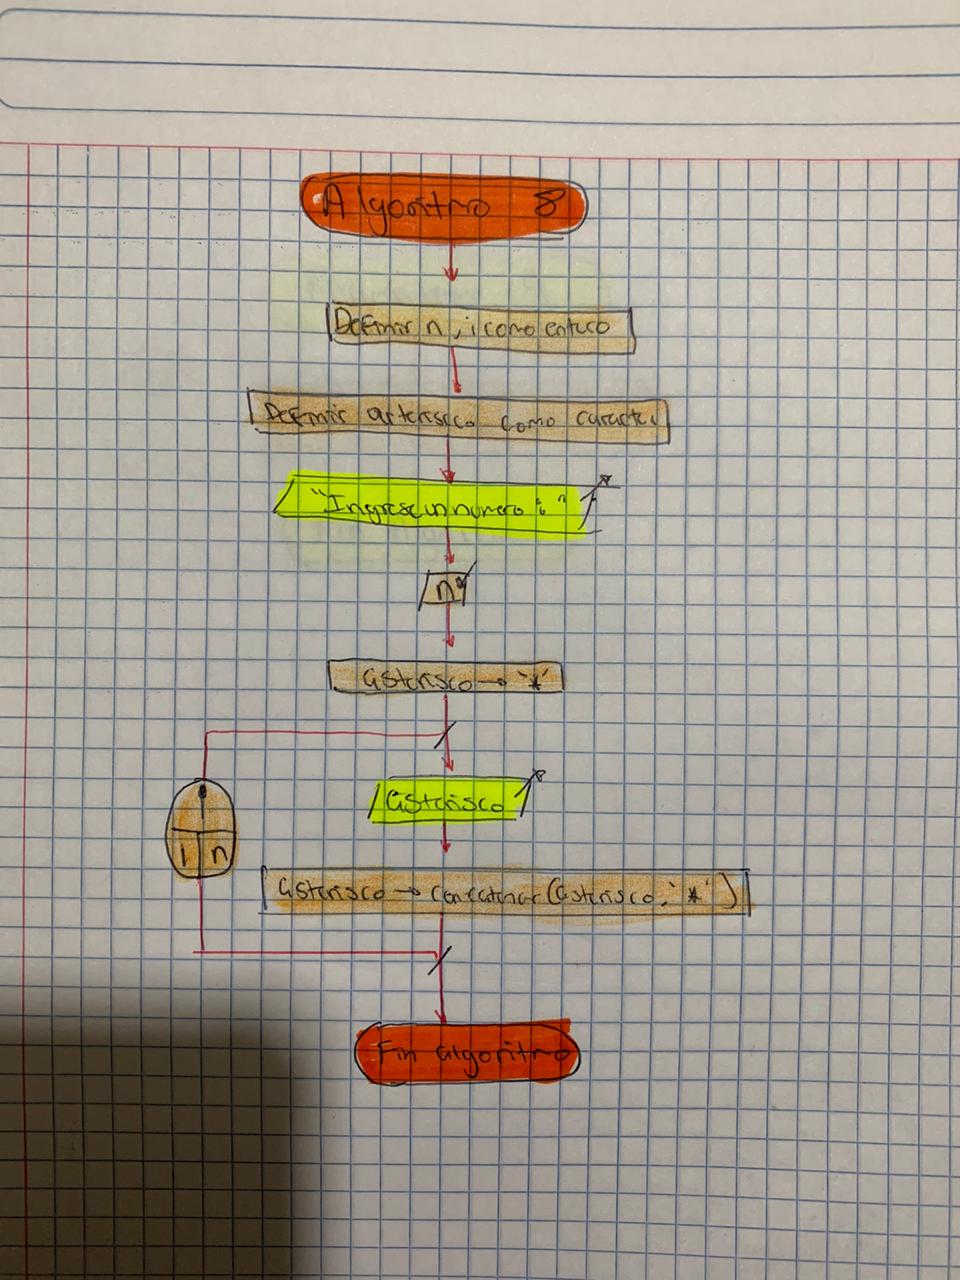 Algoritmo 8
Definir n, i como entero
Definir asterisco como caracter
"Ingrese un numero: "
n
asterisco → '*'
asterisco
1 n
asterisco → concatenar(asterisco, '*')
Fin algoritmo